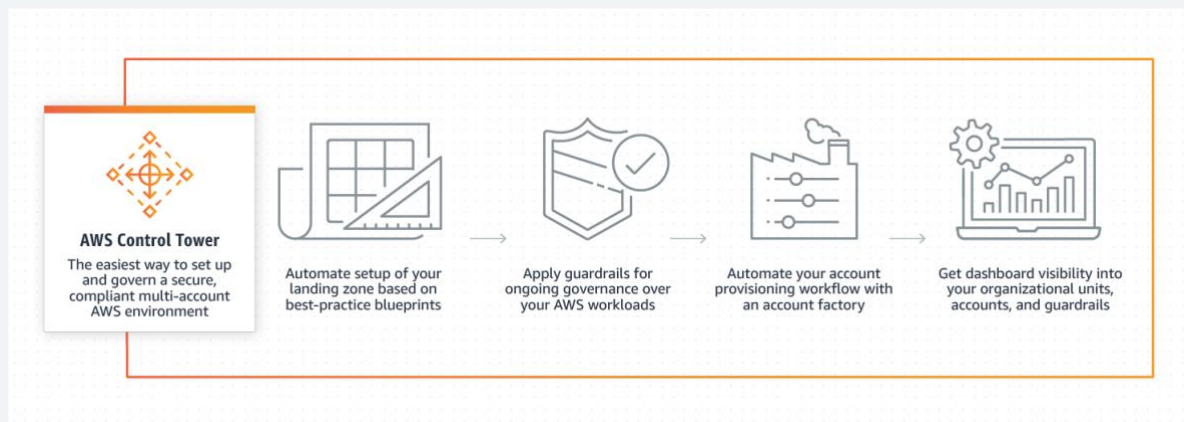 AWS Control Tower
The easiest way to set up
and govern a secure,
compliant multi-account
AWS environment
Automate setup of your
landing zone based on
best-practice blueprints
Apply guardrails for
ongoing governance over
your AWS workloads
Automate your account
provisioning workflow with
an account factory
Get dashboard visibility into
your organizational units,
accounts, and guardrails